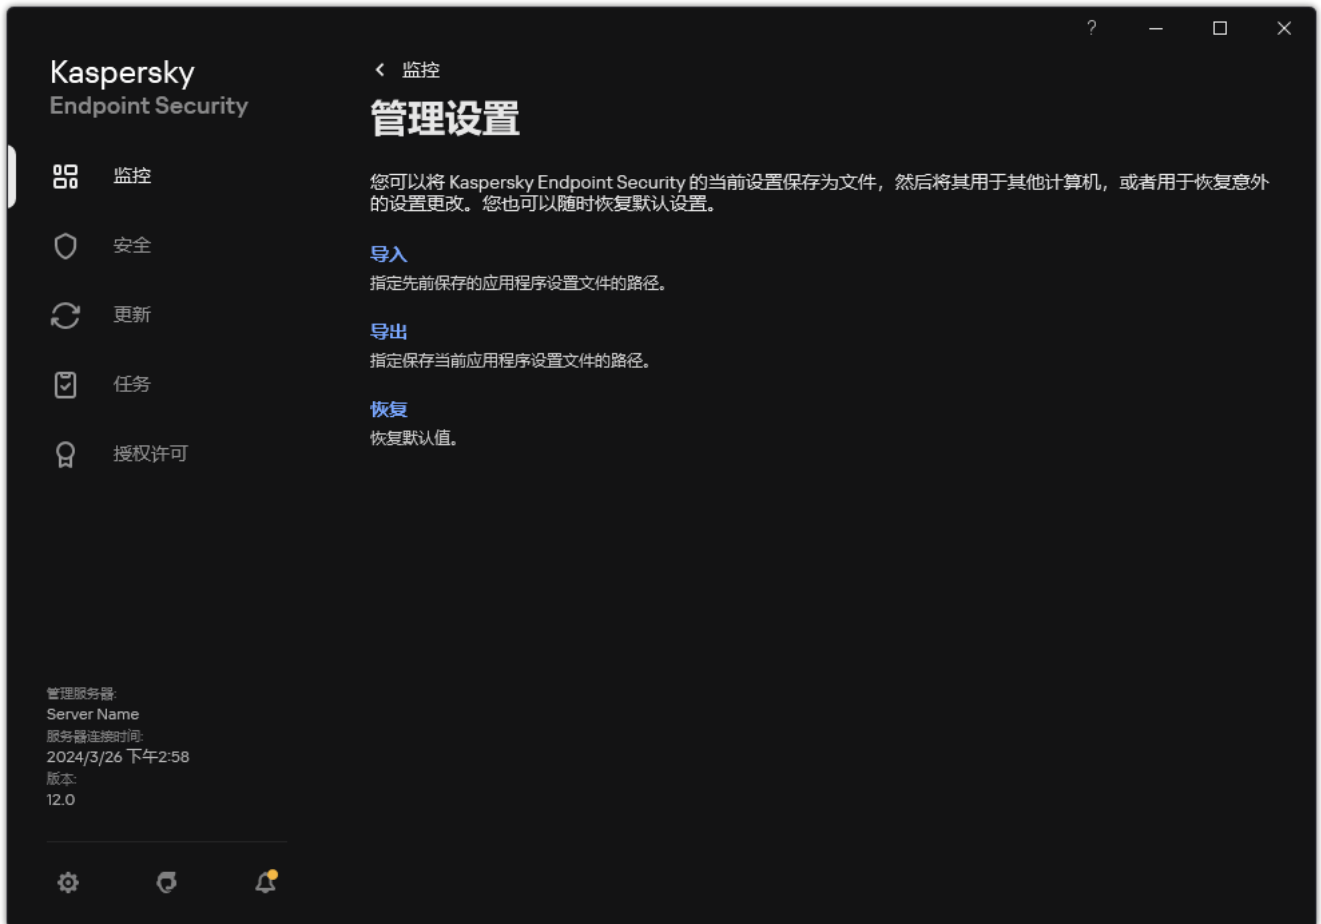 ?
Kaspersky
Endpoint Security
监控
安全
更新
任务
授权许可
管理服务器:
Server Name
服务器连接时间:
2024/3/26 下午2:58
版本:
12.0
监控
管理设置
您可以将 Kaspersky Endpoint Security 的当前设置保存为文件，然后将其用于其他计算机，或者用于恢复意外
的设置更改。您也可以随时恢复默认设置。
导入
指定先前保存的应用程序设置文件的路径。
导出
指定保存当前应用程序设置文件的路径。
恢复
恢复默认值。